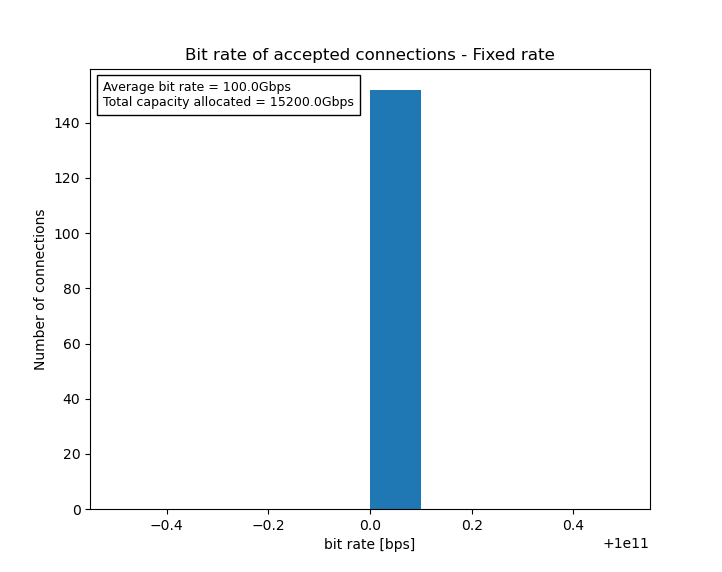 Bit rate of accepted connections - Fixed rate
Average bit rate = 100.0Gbps
Total capacity allocated = 15200.0Gbps
140
120
100
80
60
40
20
0
Number of connections
−0.4 −0.2 0.0 0.2 0.4
bit rate [bps]
+1e11